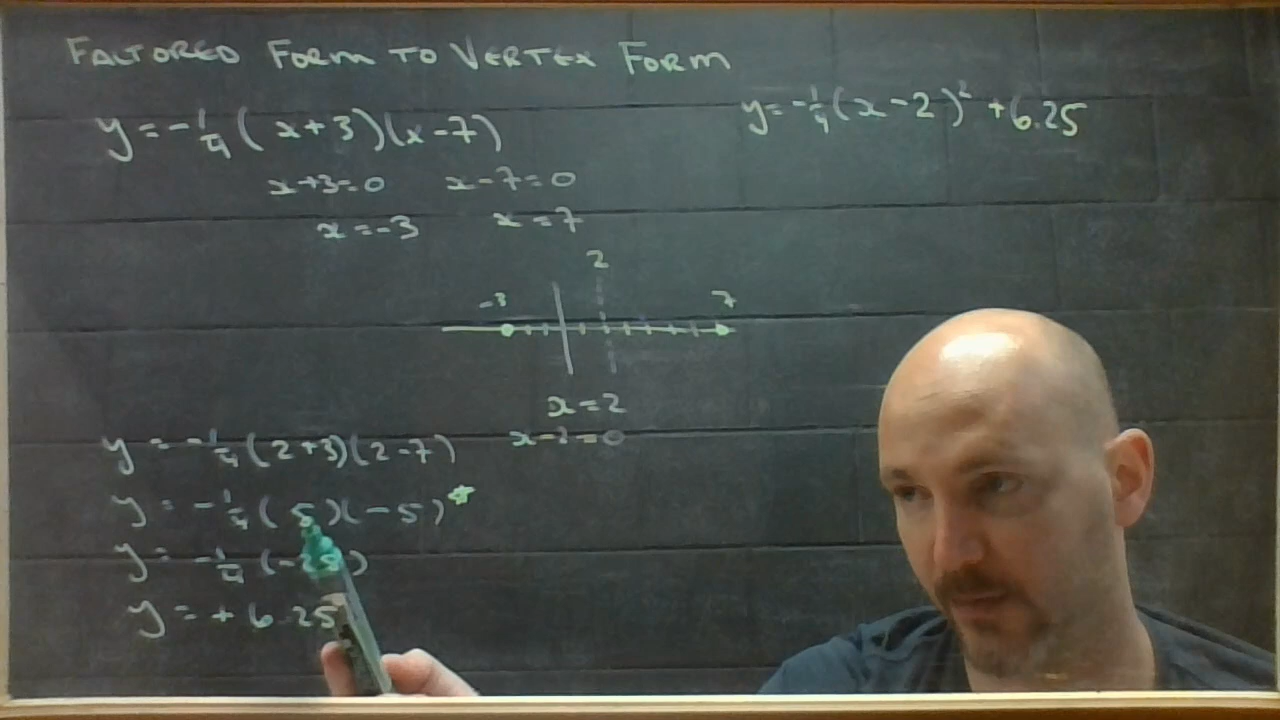 FACTORED FORM TO VERTEX FORM
y = -1/4 (x+3)(x-7)
y = -1/4 (x-2)² + 6.25
x+3=0 x-7=0
x=-3 x=7
2
-3 7
x=2
x-2=0
y = -1/4 (2+3)(2-7)
y = -1/4 (5)(-5)*
y = -1/4 (-25)
y = + 6.25